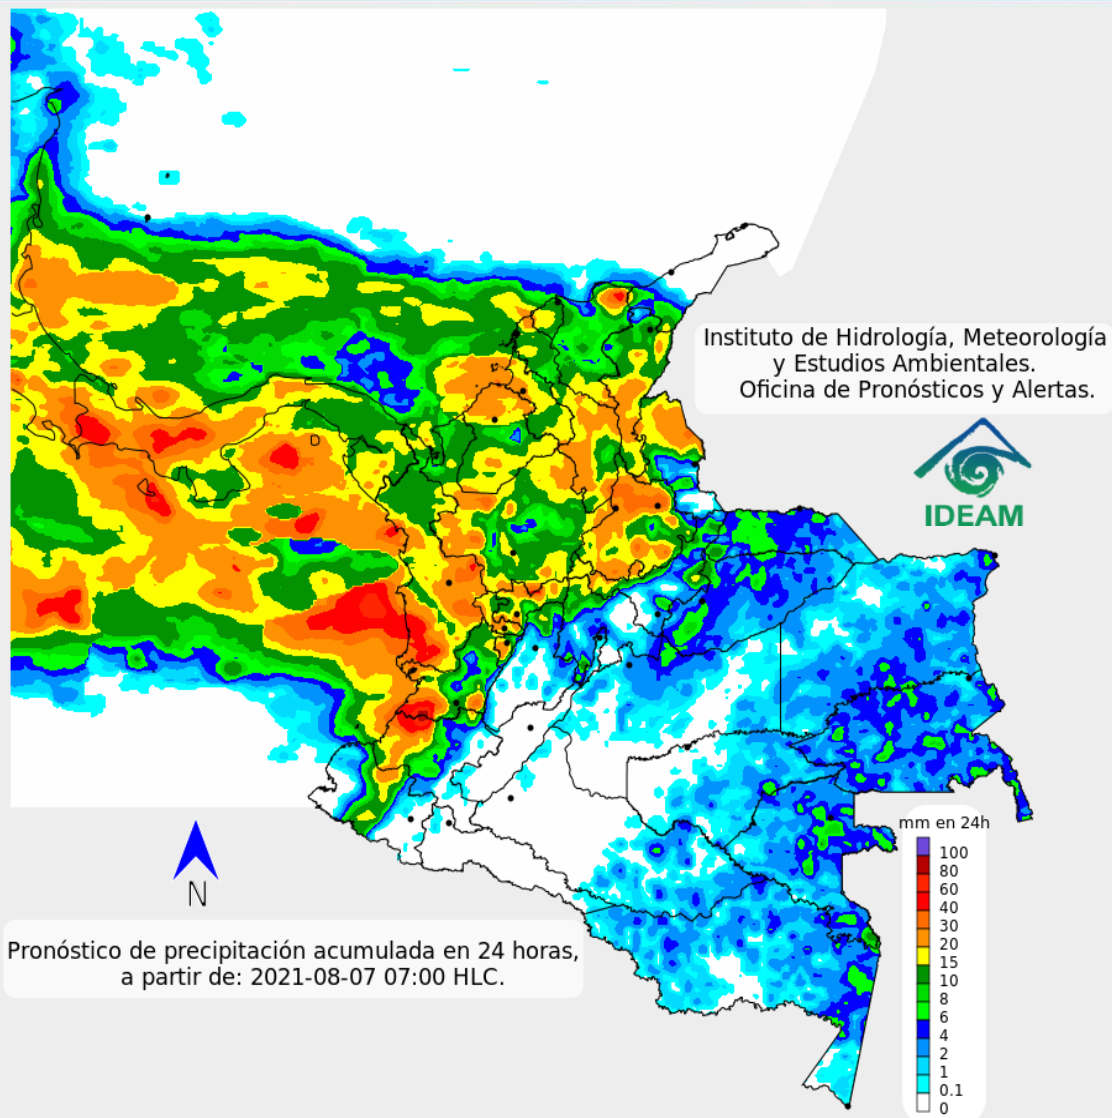 Instituto de Hidrología, Meteorología
y Estudios Ambientales.
Oficina de Pronósticos y Alertas.
IDEAM
mm en 24h
100
80
60
40
30
20
15
10
8
6
4
2
1
0.1
0
N
Pronóstico de precipitación acumulada en 24 horas,
a partir de: 2021-08-07 07:00 HLC.